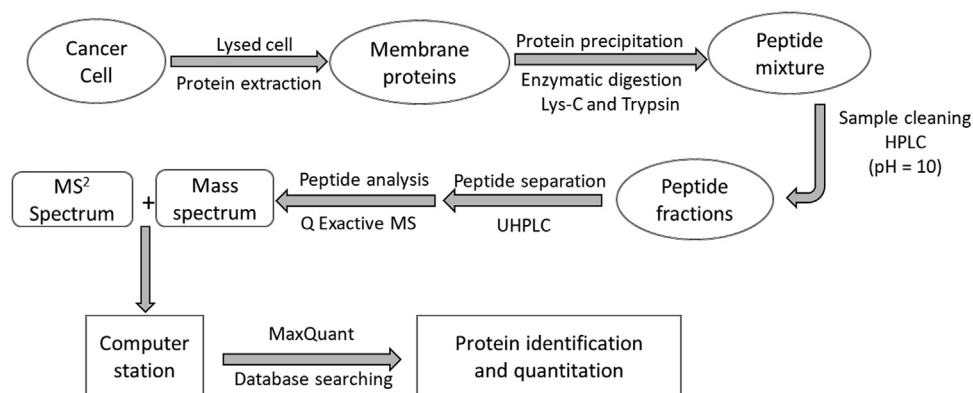 Cancer
Cell
Lysed cell
Protein extraction
Membrane
proteins
Protein precipitation
Enzymatic digestion
Lys-C and Trypsin
Peptide
mixture
Sample cleaning
HPLC
(pH = 10)
Peptide
fractions
Peptide separation
UHPLC
Peptide analysis
Q Exactive MS
Mass
spectrum
+
MS²
Spectrum
Computer
station
MaxQuant
Database searching
Protein identification
and quantitation